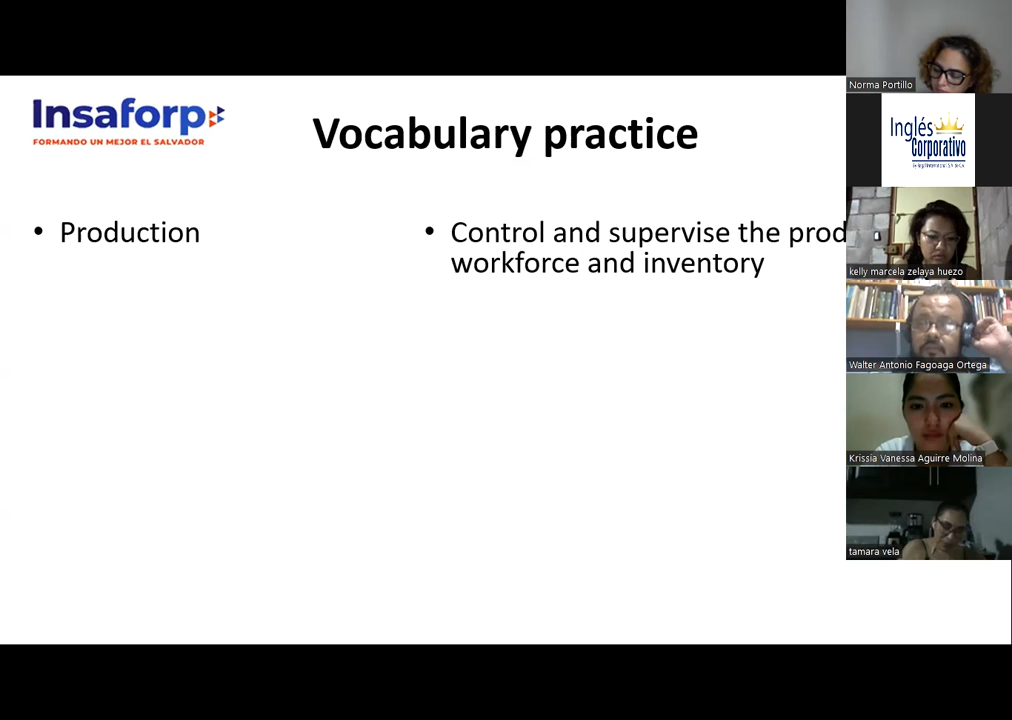 Insaforp
FORMANDO UN MEJOR EL SALVADOR
Vocabulary practice
• Production
• Control and supervise the prod
workforce and inventory
Norma Portillo
Inglés
Corporativo
kelly marcela zelaya huezo
Walter Antonio Fagoaga Ortega
Krissia Vanessa Aguirre Molina
tamara vela